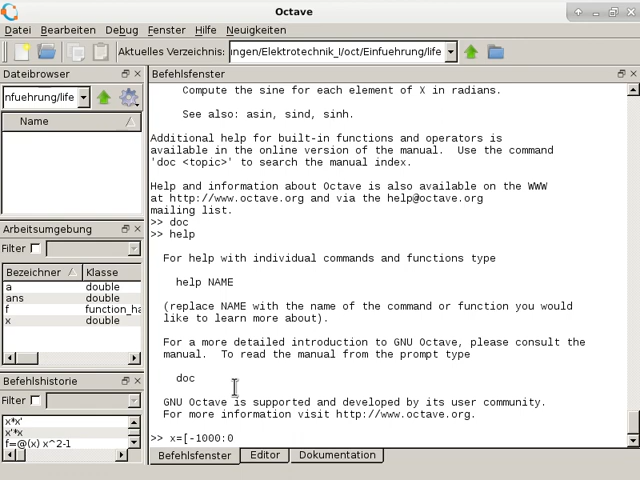 Octave
Datei Bearbeiten Debug Fenster Hilfe Neuigkeiten
Aktuelles Verzeichnis: ıngen/Elektrotechnik_I/oct/Einfuehrung/life
Dateibrowser
nfuehrung/life
Name
Arbeitsumgebung
Filter
Bezeichner Klasse
a double
ans double
f function_ha
x double
Befehlshistorie
Filter
x*x'
x'*x
f=@(x) x^2-1
Befehlsfenster
Compute the sine for each element of X in radians.
See also: asin, sind, sinh.
Additional help for built-in functions and operators is
available in the online version of the manual.  Use the command
'doc <topic>' to search the manual index.
Help and information about Octave is also available on the WWW
at http://www.octave.org and via the help@octave.org
mailing list.
>> doc
>> help
For help with individual commands and functions type
help NAME
(replace NAME with the name of the command or function you would
like to learn more about).
For a more detailed introduction to GNU Octave, please consult the
manual.  To read the manual from the prompt type
doc
GNU Octave is supported and developed by its user community.
For more information visit http://www.octave.org.
>> x=[-1000:0
Befehlsfenster Editor Dokumentation